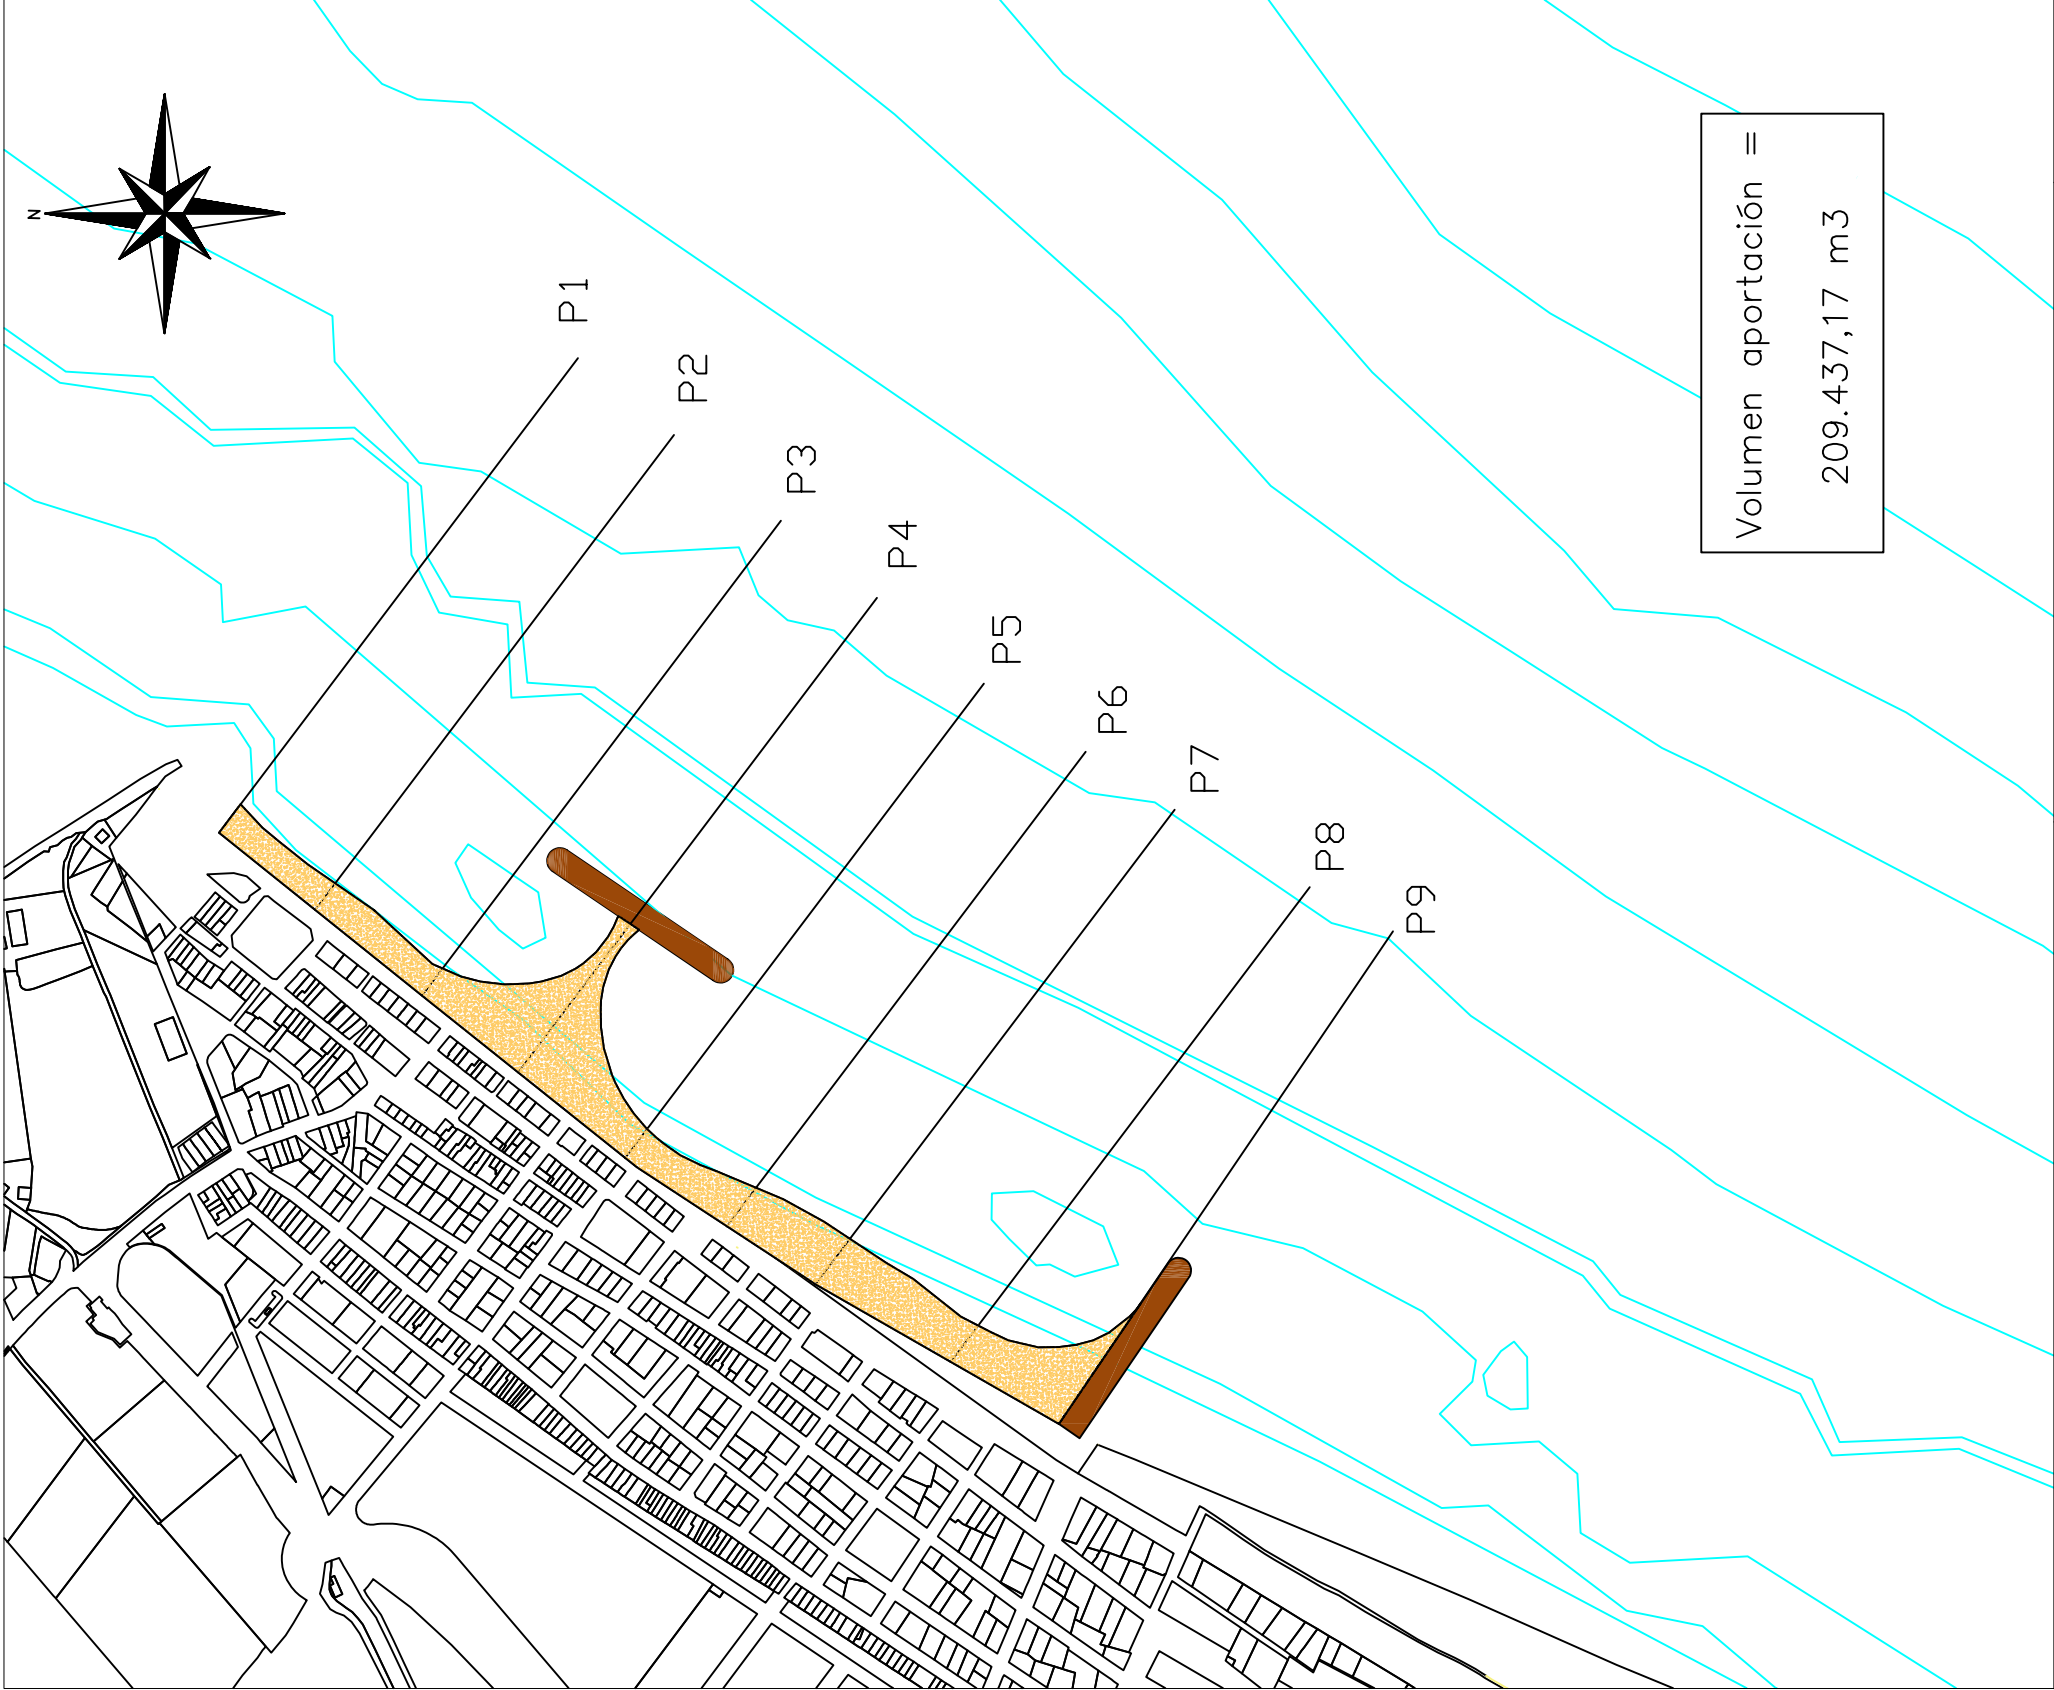 N
P1
P2
P3
P4
P5
P6
P7
P8
P9
Volumen aportación =
209.437,17 m3